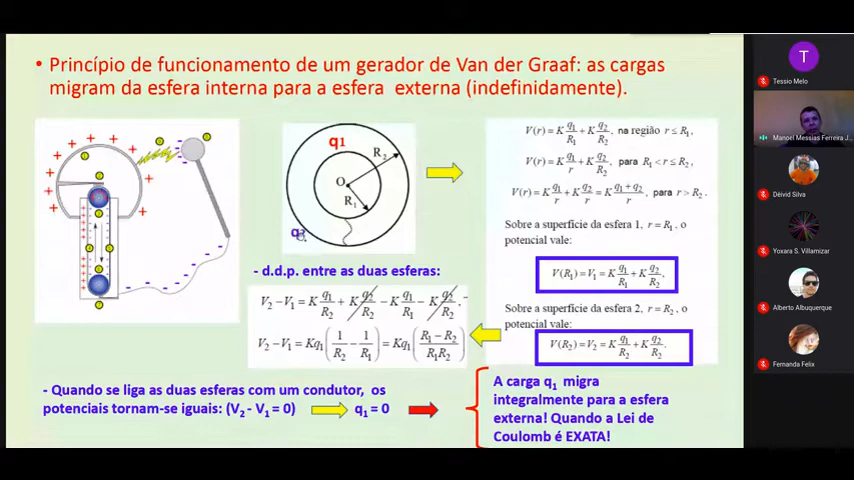 • Princípio de funcionamento de um gerador de Van der Graaf: as cargas
migram da esfera interna para a esfera externa (indefinidamente).
q1
R2
O
R1
q2
V(r) = K q1/R1 + K q2/R2, na região r ≤ R1,
V(r) = K q1/r + K q2/R2, para R1 < r ≤ R2,
V(r) = K q1/r + K q2/r = K (q1 + q2)/r, para r > R2.
Sobre a superfície da esfera 1, r = R1, o
potencial vale:
V(R1) = V1 = K q1/R1 + K q2/R2,
Sobre a superfície da esfera 2, r = R2, o
potencial vale:
V(R2) = V2 = K q1/R2 + K q2/R2.
- d.d.p. entre as duas esferas:
V2 − V1 = K q1/R2 + K q2/R2 − K q1/R1 − K q2/R2,
V2 − V1 = Kq1 (1/R2 − 1/R1) = Kq1 (R1 − R2 / R1R2)
- Quando se liga as duas esferas com um condutor, os
potenciais tornam-se iguais: (V2 - V1 = 0) q1 = 0
A carga q1 migra
integralmente para a esfera
externa! Quando a Lei de
Coulomb é EXATA!
T
Tessio Melo
Manoel Messias Ferreira J...
Déivid Silva
Yoxara S. Villamizar
Alberto Albuquerque
Fernanda Felix